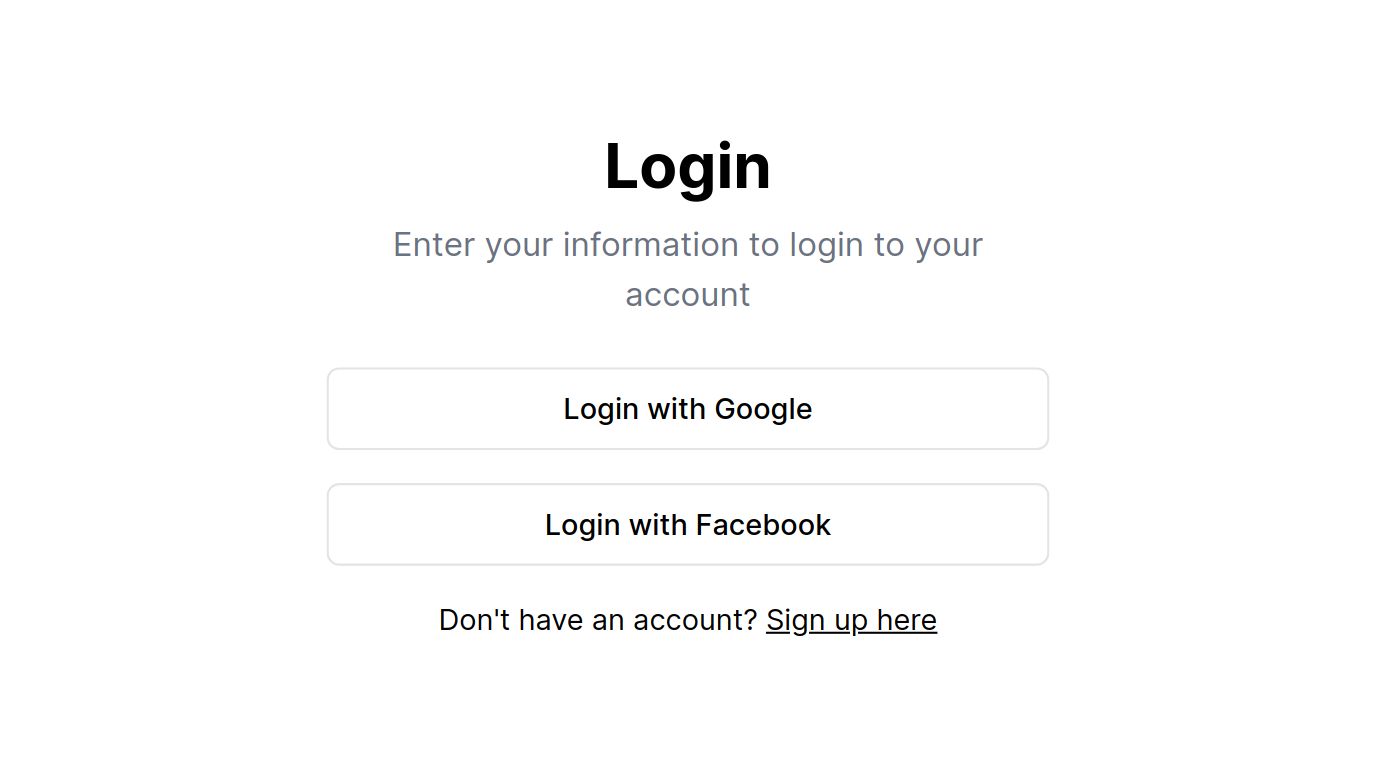 Login
Enter your information to login to your
account
Login with Google
Login with Facebook
Don't have an account? Sign up here